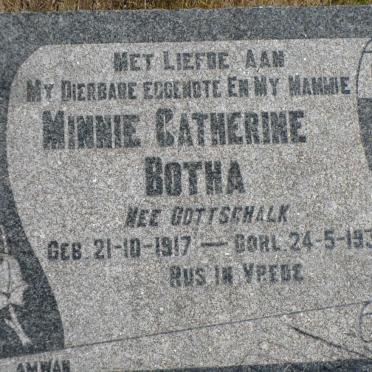 MET LIEFDE AAN
MY DIERBARE EGGENOTE EN MY MAMMIE
MINNIE CATHERINE
BOTHA
NEE GOTTSCHALK
GEB. 21-10-1917 — OORL. 24-5-193
RUS IN VREDE